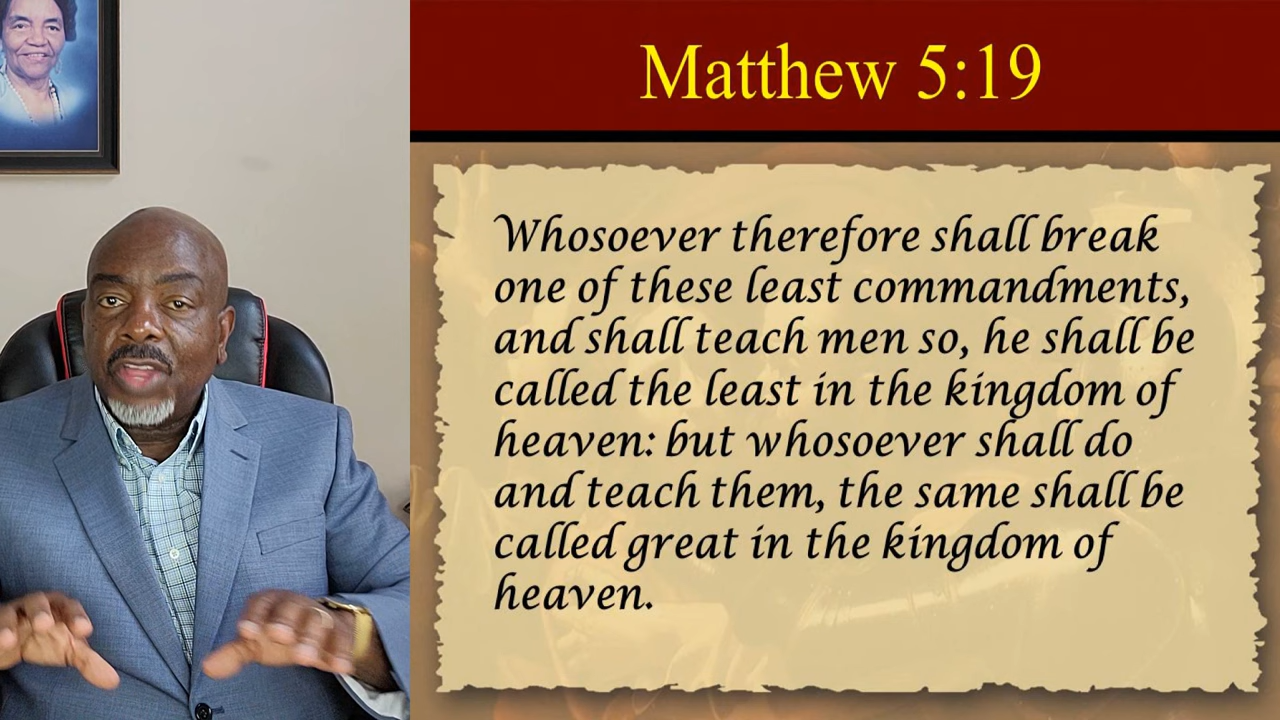 Matthew 5:19
Whosoever therefore shall break
one of these least commandments,
and shall teach men so, he shall be
called the least in the kingdom of
heaven: but whosoever shall do
and teach them, the same shall be
called great in the kingdom of
heaven.